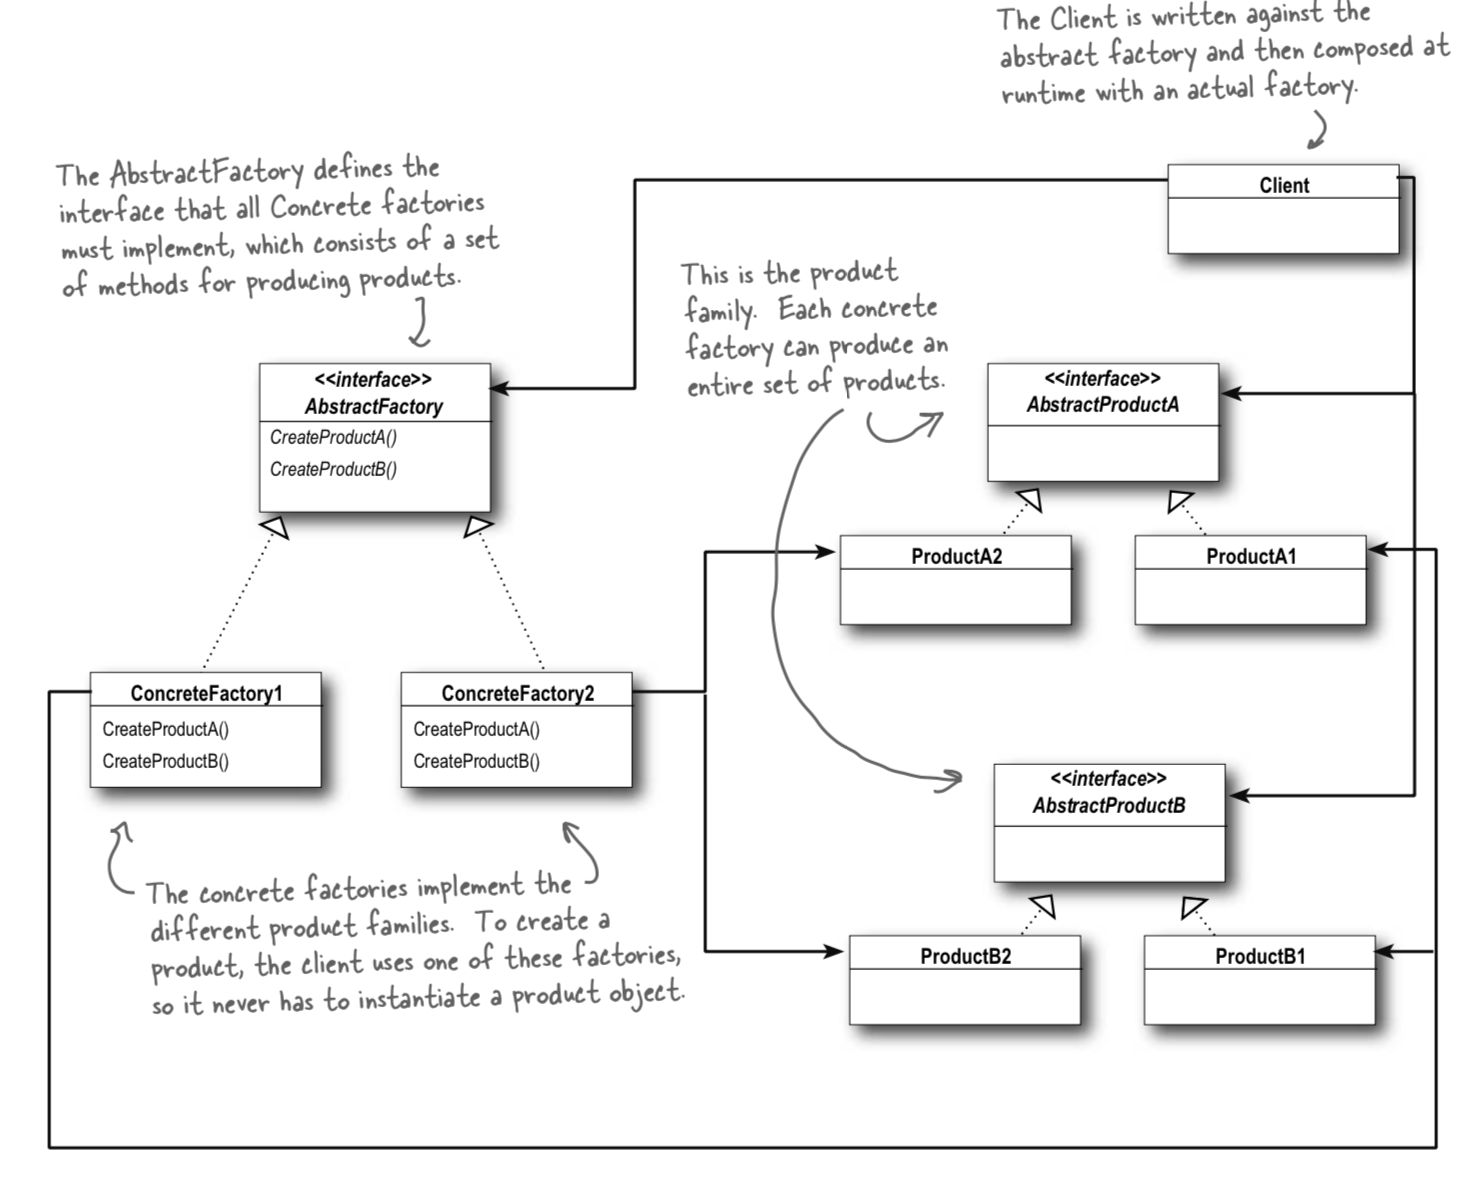 The Client is written against the
abstract factory and then composed at
runtime with an actual factory.
The AbstractFactory defines the
interface that all Concrete factories
must implement, which consists of a set
of methods for producing products.
Client
This is the product
family. Each concrete
factory can produce an
entire set of products.
<<interface>>
AbstractFactory
CreateProductA()
CreateProductB()
<<interface>>
AbstractProductA
ProductA2
ProductA1
ConcreteFactory1
CreateProductA()
CreateProductB()
ConcreteFactory2
CreateProductA()
CreateProductB()
<<interface>>
AbstractProductB
The concrete factories implement the
different product families. To create a
product, the client uses one of these factories,
so it never has to instantiate a product object.
ProductB2
ProductB1